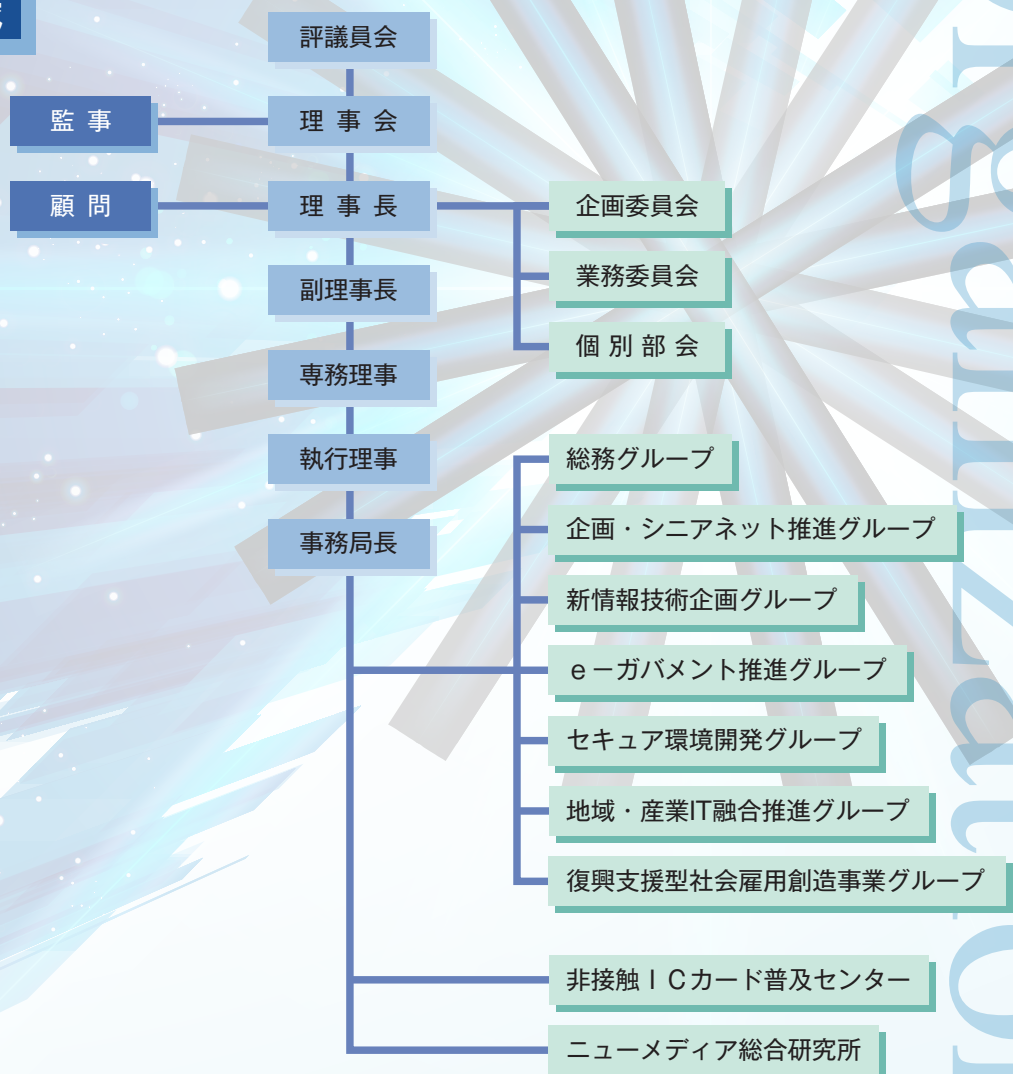 評議員会
監事
理事会
顧問
理事長
企画委員会
業務委員会
個別部会
副理事長
専務理事
執行理事
事務局長
総務グループ
企画・シニアネット推進グループ
新情報技術企画グループ
e－ガバメント推進グループ
セキュア環境開発グループ
地域・産業IT融合推進グループ
復興支援型社会雇用創造事業グループ
非接触ＩＣカード普及センター
ニューメディア総合研究所